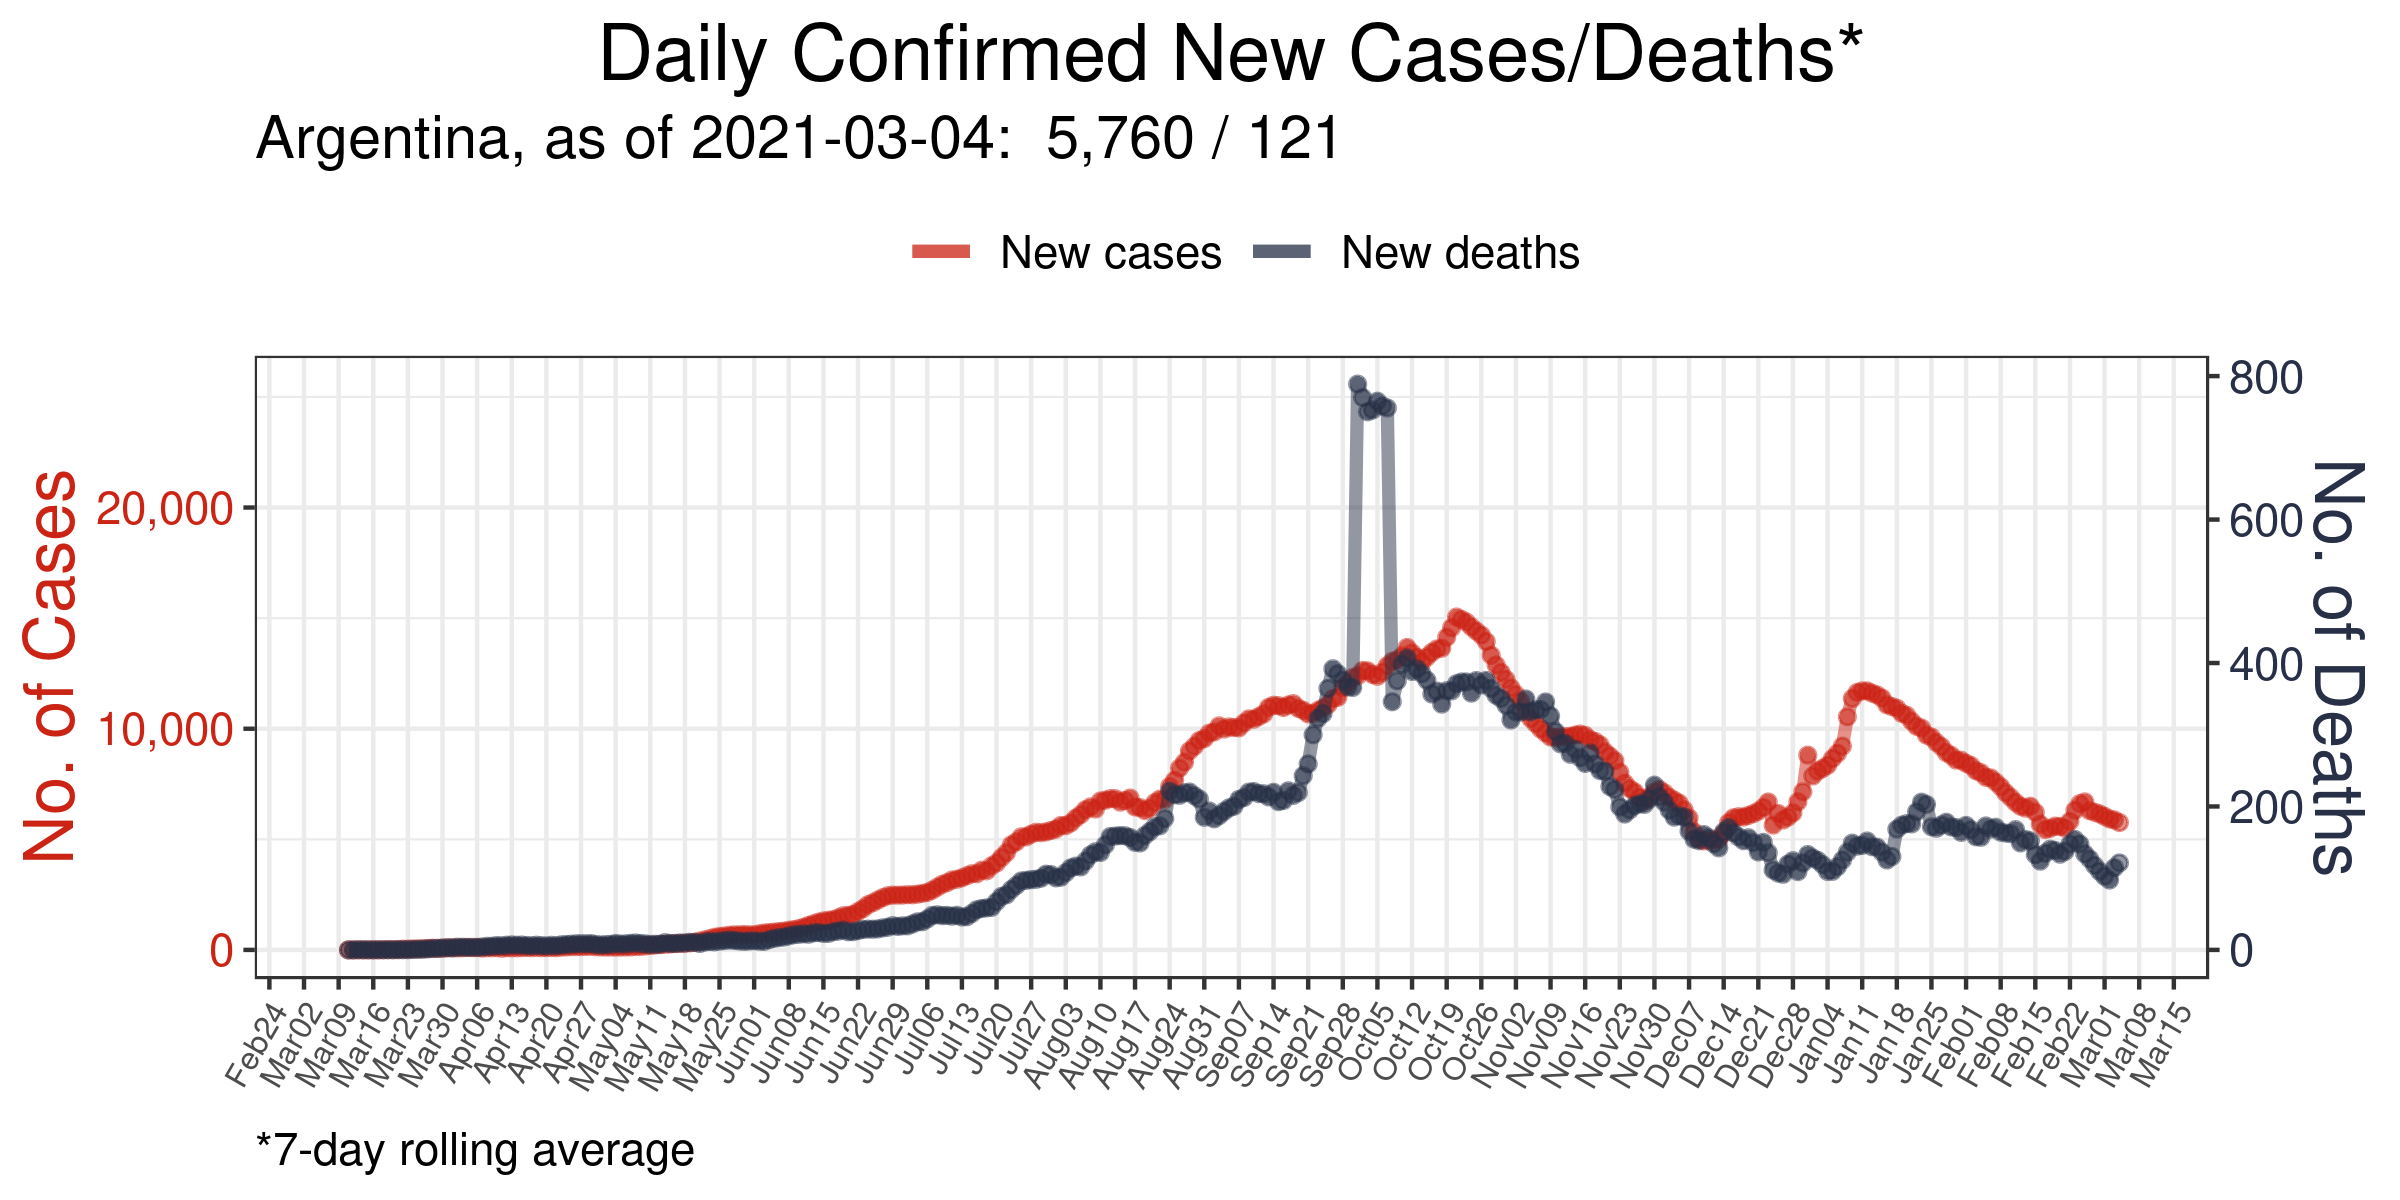 Daily Confirmed New Cases/Deaths*
Argentina, as of 2021-03-04:  5,760 / 121
New cases
New deaths
No. of Cases
20,000
10,000
0
800
600
400
200
0
No. of Deaths
Feb24
Mar02
Mar09
Mar16
Mar23
Mar30
Apr06
Apr13
Apr20
Apr27
May04
May11
May18
May25
Jun01
Jun08
Jun15
Jun22
Jun29
Jul06
Jul13
Jul20
Jul27
Aug03
Aug10
Aug17
Aug24
Aug31
Sep07
Sep14
Sep21
Sep28
Oct05
Oct12
Oct19
Oct26
Nov02
Nov09
Nov16
Nov23
Nov30
Dec07
Dec14
Dec21
Dec28
Jan04
Jan11
Jan18
Jan25
Feb01
Feb08
Feb15
Feb22
Mar01
Mar08
Mar15
*7-day rolling average